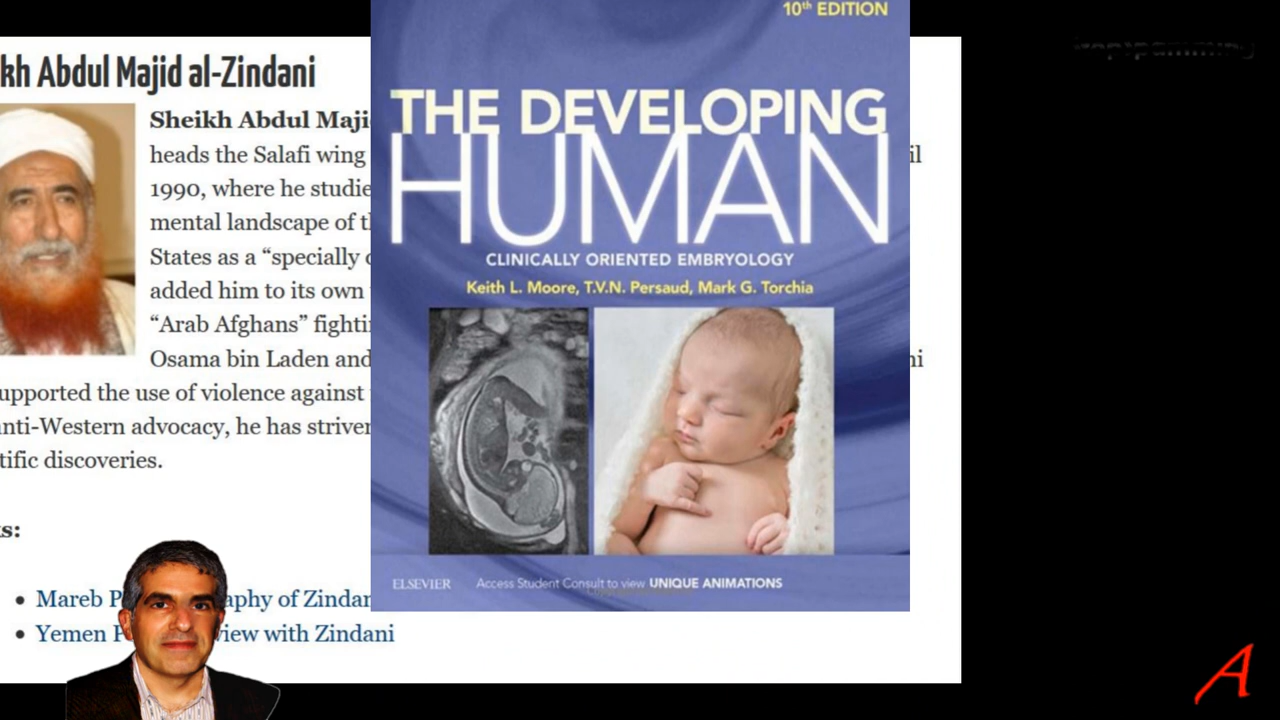 kh Abdul Majid al-Zindani
Sheikh Abdul Maji
heads the Salafi wing
il
1990, where he studie
mental landscape of t
States as a “specially
added him to its own
“Arab Afghans” fighti
Osama bin Laden and
ni
upported the use of violence against
nti-Western advocacy, he has striver
tific discoveries.
s:
Mareb P
aphy of Zindar
Yemen P
view with Zindani
10th EDITION
THE DEVELOPING
HUMAN
CLINICALLY ORIENTED EMBRYOLOGY
Keith L. Moore, T.V.N. Persaud, Mark G. Torchia
ELSEVIER
Access Student Consult to view UNIQUE ANIMATIONS
A